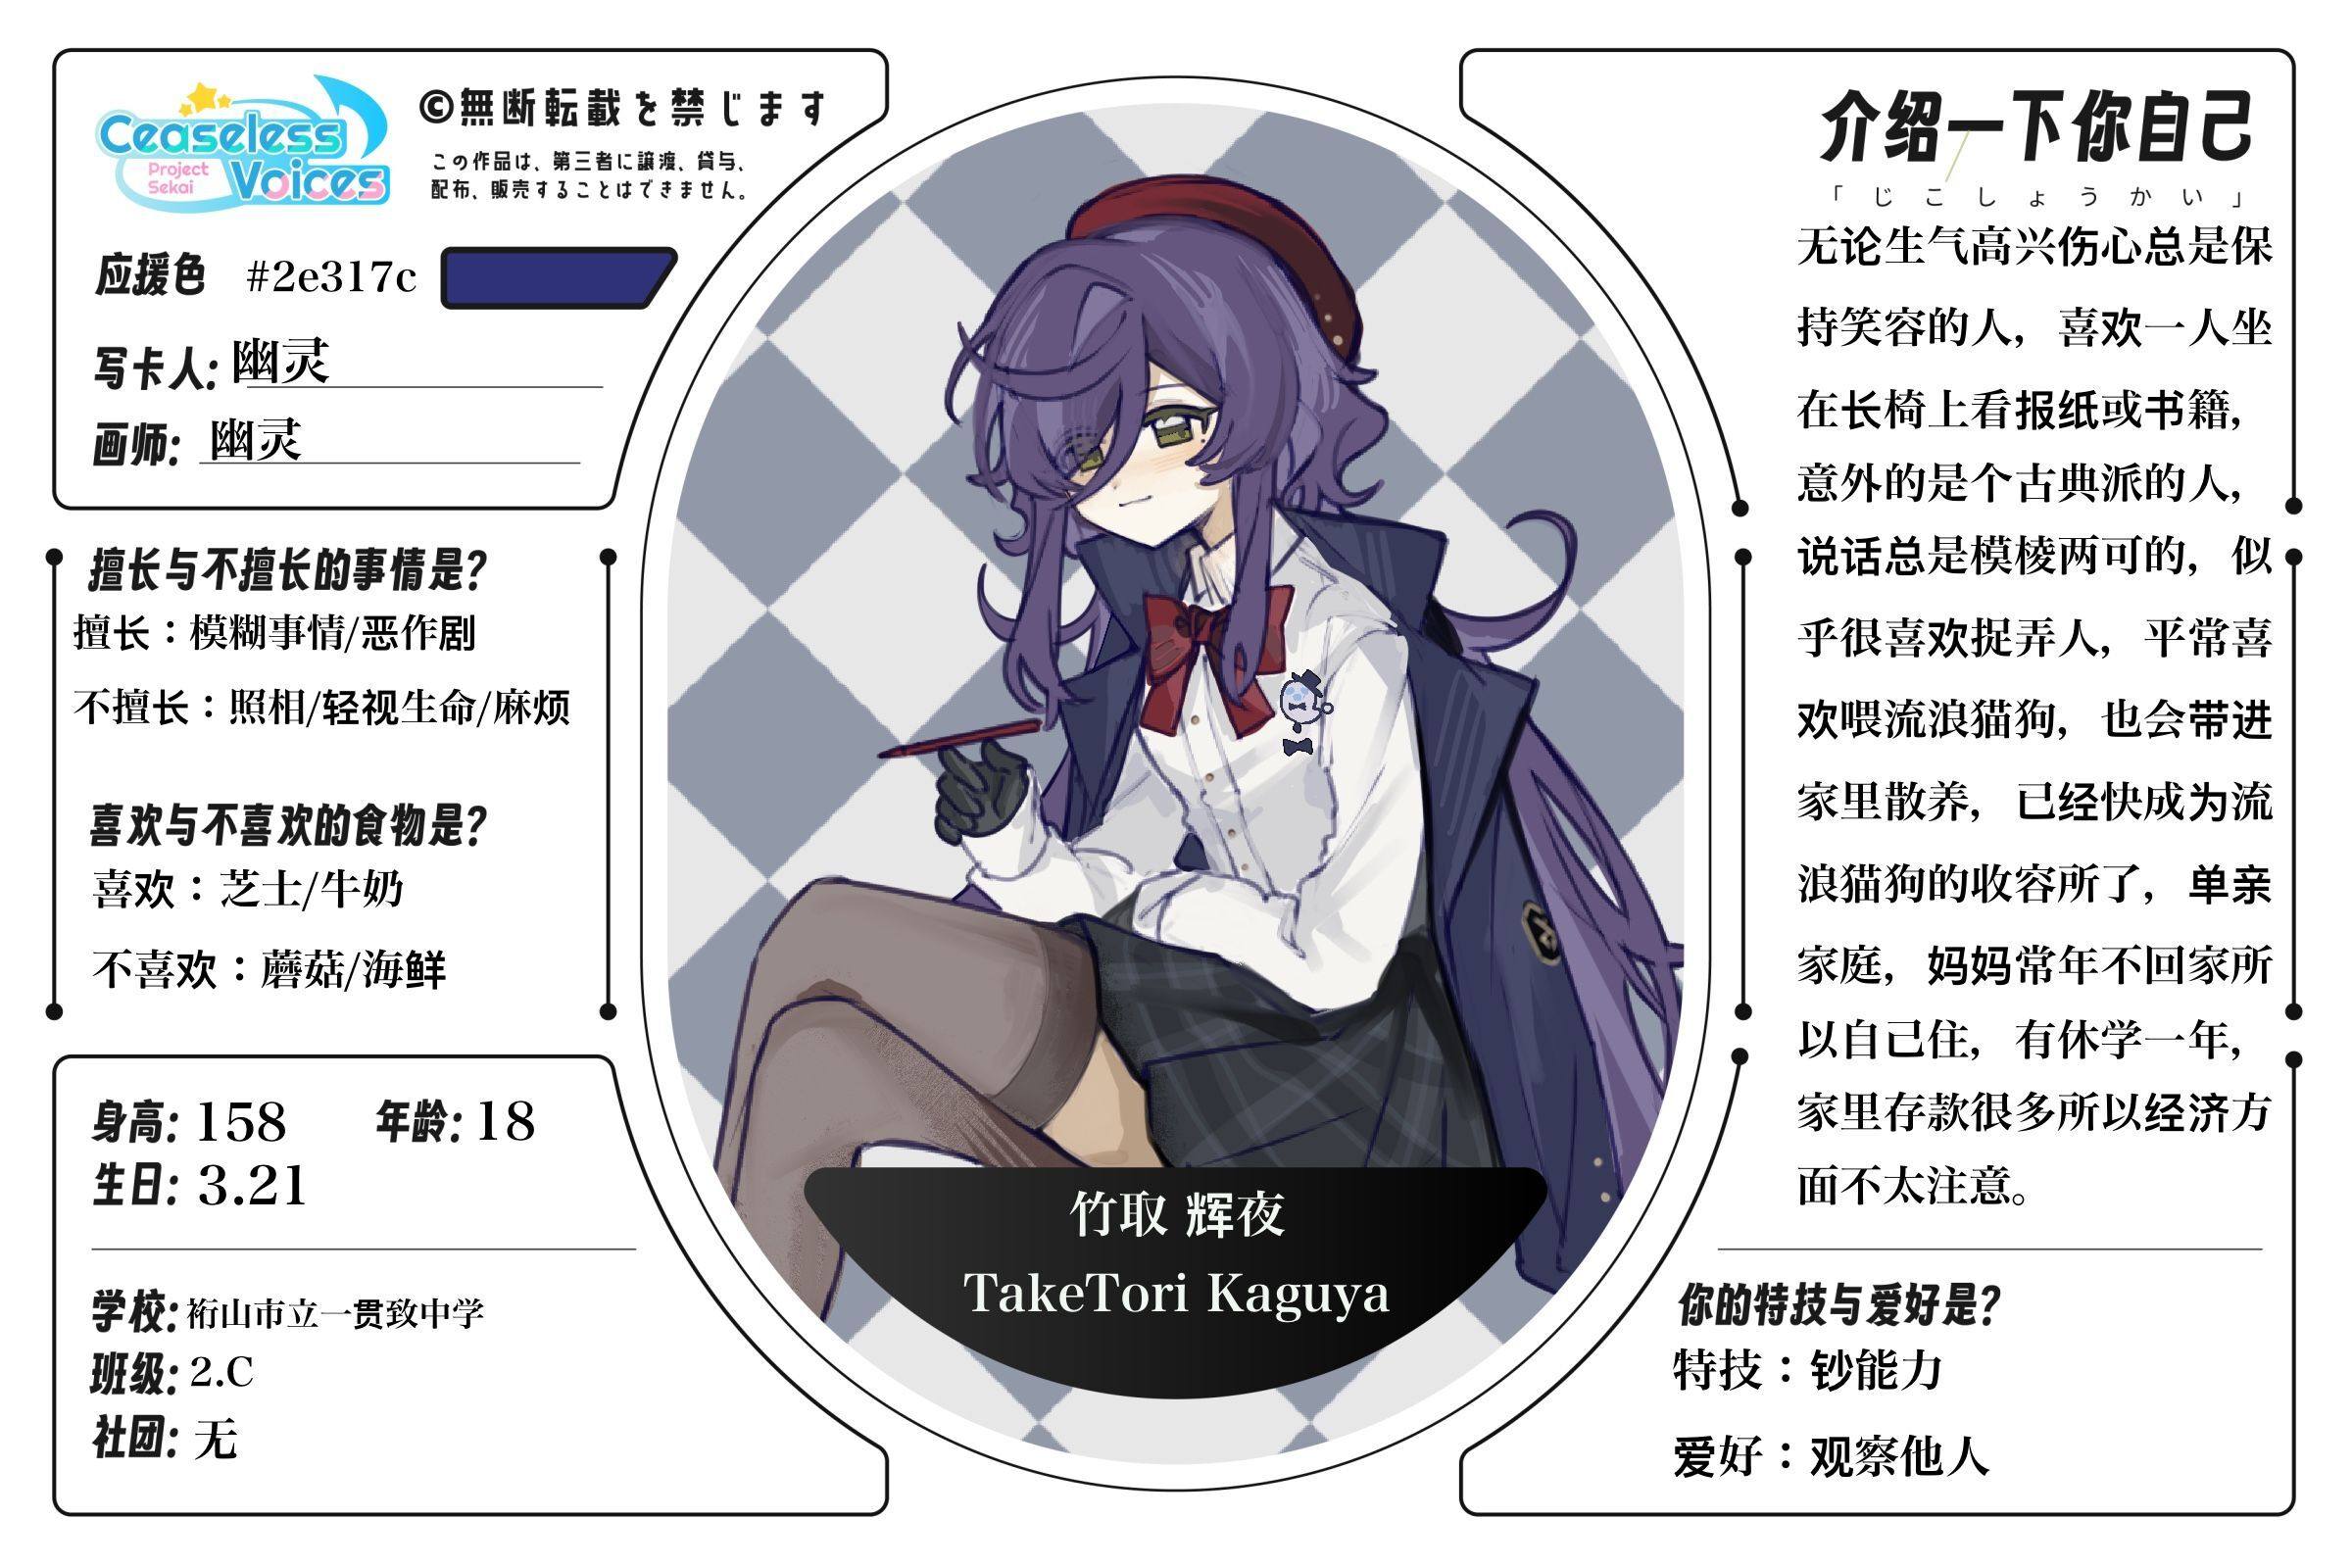 Ceaseless
Project
Sekai
Voices
©無断転載を禁じます
この作品は、第三者に譲渡、貸与、
配布、販売することはできません。
应援色 #2e317c
写卡人: 幽灵
画师: 幽灵
擅长与不擅长的事情是?
擅长：模糊事情/恶作剧
不擅长：照相/轻视生命/麻烦
喜欢与不喜欢的食物是?
喜欢：芝士/牛奶
不喜欢：蘑菇/海鲜
身高: 158 年龄: 18
生日: 3.21
学校: 裄山市立一贯致中学
班级: 2.C
社团: 无
竹取 辉夜
TakeTori Kaguya
介绍一下你自己
「じこしょうかい」
无论生气高兴伤心总是保
持笑容的人，喜欢一人坐
在长椅上看报纸或书籍，
意外的是个古典派的人，
说话总是模棱两可的，似
乎很喜欢捉弄人，平常喜
欢喂流浪猫狗，也会带进
家里散养，已经快成为流
浪猫狗的收容所了，单亲
家庭，妈妈常年不回家所
以自己住，有休学一年，
家里存款很多所以经济方
面不太注意。
你的特技与爱好是?
特技：钞能力
爱好：观察他人